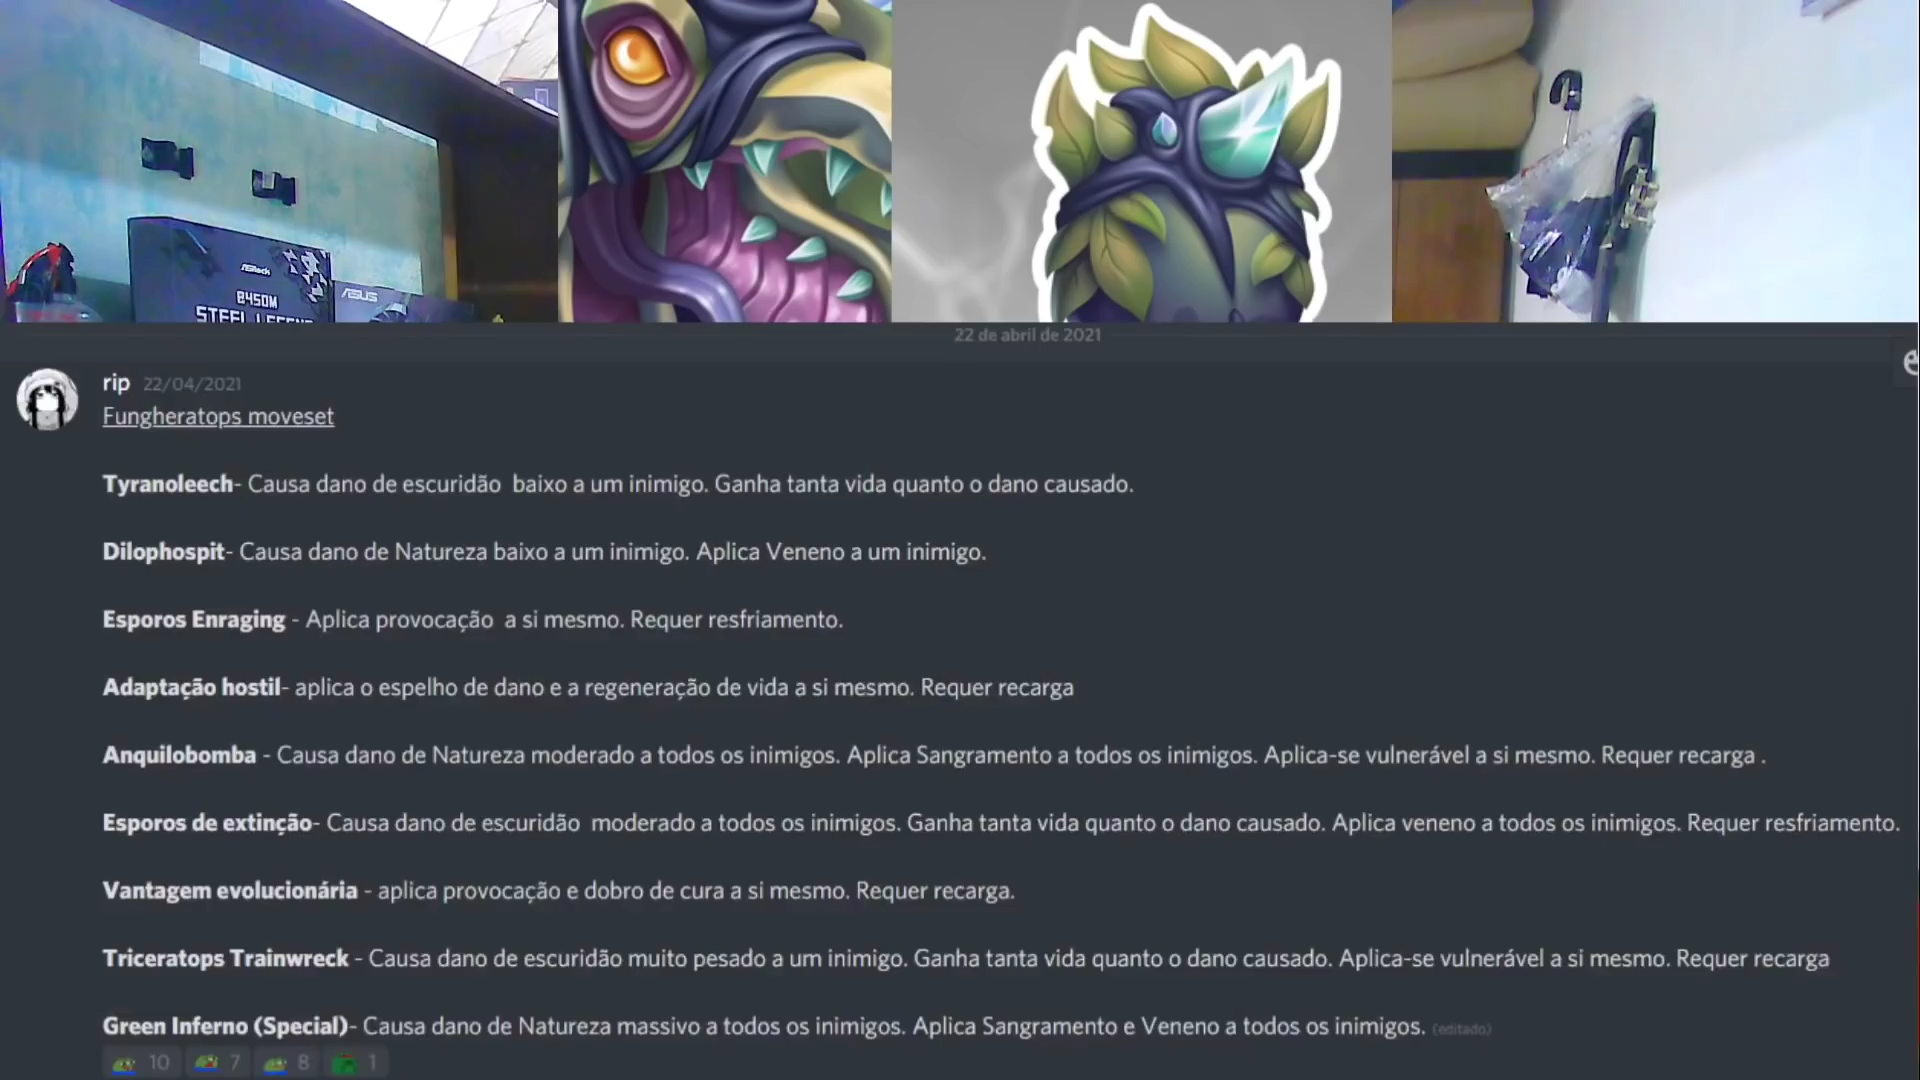 ASRock
B450M
STEEL LEGEND
ASUS
22 de abril de 2021
rip 22/04/2021
Fungheratops moveset
Tyranoleech- Causa dano de escuridão  baixo a um inimigo. Ganha tanta vida quanto o dano causado.
Dilophospit- Causa dano de Natureza baixo a um inimigo. Aplica Veneno a um inimigo.
Esporos Enraging - Aplica provocação  a si mesmo. Requer resfriamento.
Adaptação hostil- aplica o espelho de dano e a regeneração de vida a si mesmo. Requer recarga
Anquilobomba - Causa dano de Natureza moderado a todos os inimigos. Aplica Sangramento a todos os inimigos. Aplica-se vulnerável a si mesmo. Requer recarga .
Esporos de extinção- Causa dano de escuridão  moderado a todos os inimigos. Ganha tanta vida quanto o dano causado. Aplica veneno a todos os inimigos. Requer resfriamento.
Vantagem evolucionária - aplica provocação e dobro de cura a si mesmo. Requer recarga.
Triceratops Trainwreck - Causa dano de escuridão muito pesado a um inimigo. Ganha tanta vida quanto o dano causado. Aplica-se vulnerável a si mesmo. Requer recarga
Green Inferno (Special)- Causa dano de Natureza massivo a todos os inimigos. Aplica Sangramento e Veneno a todos os inimigos. (editado)
10 7 8 1